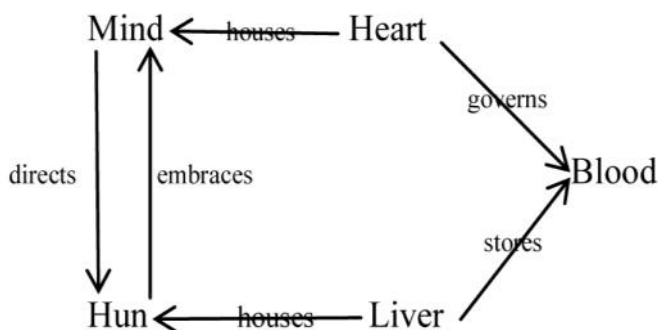 Mind houses Heart
governs
directs embraces Blood
stores
Hun houses Liver